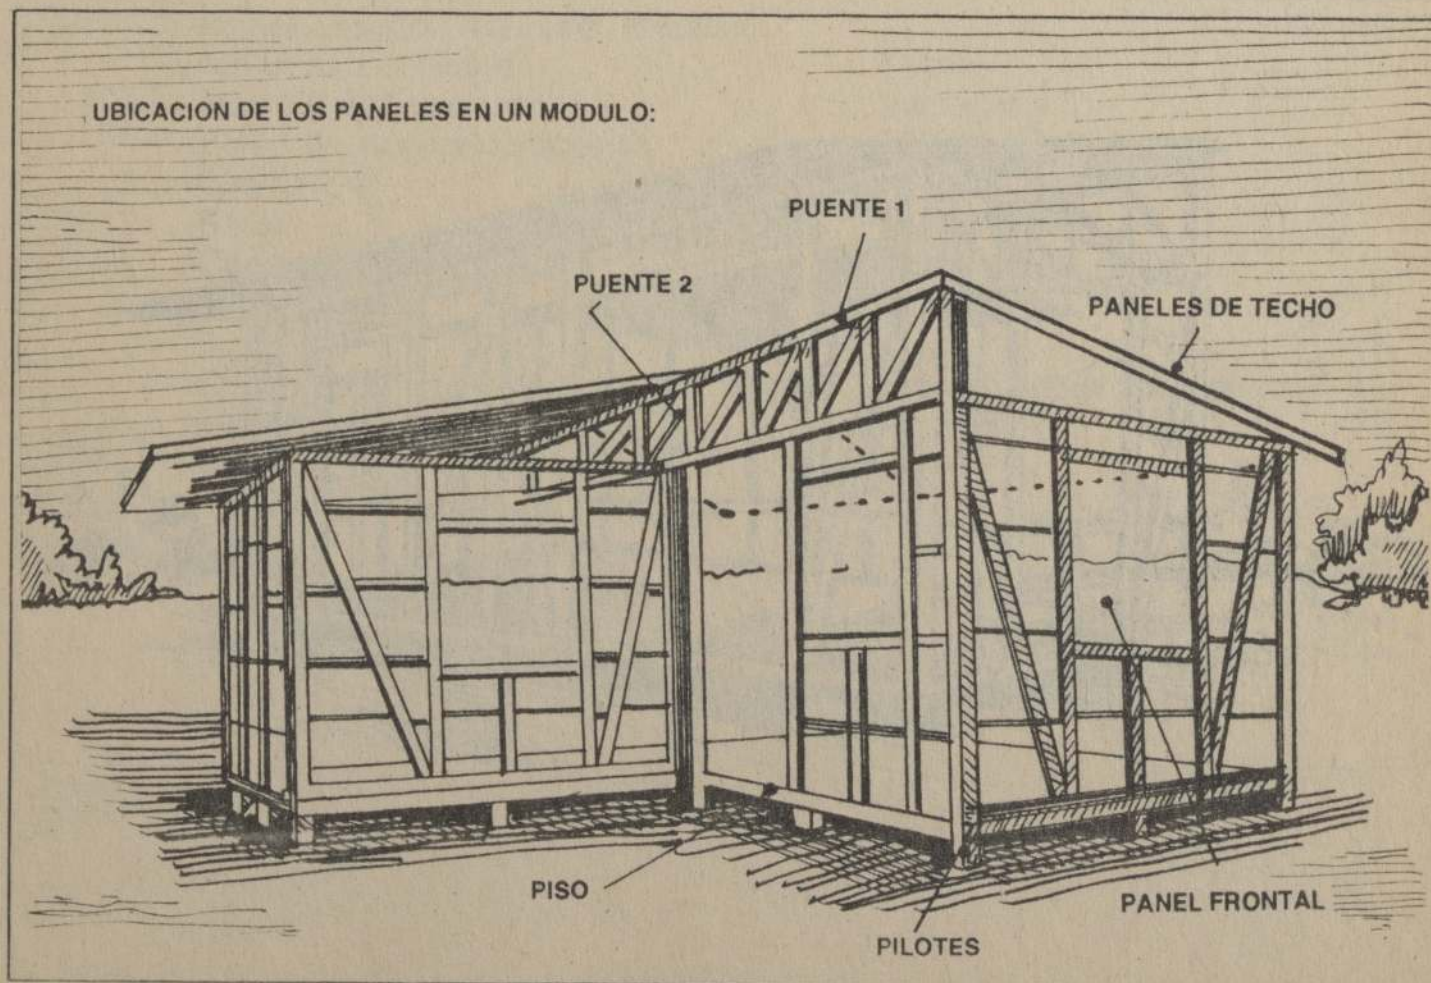 UBICACION DE LOS PANELES EN UN MODULO:
PUENTE 1
PUENTE 2
PANELES DE TECHO
PISO
PANEL FRONTAL
PILOTES